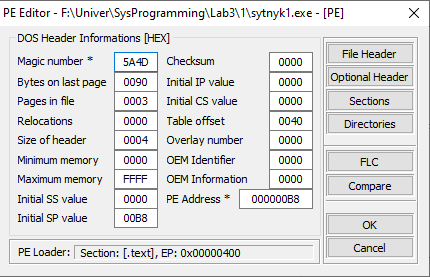 PE Editor - F:\Univer\SysProgramming\Lab3\1\sytnyk1.exe - [PE]
DOS Header Informations [HEX]
Magic number * 5A4D Checksum 0000
Bytes on last page 0090 Initial IP value 0000
Pages in file 0003 Initial CS value 0000
Relocations 0000 Table offset 0040
Size of header 0004 Overlay number 0000
Minimum memory 0000 OEM Identifier 0000
Maximum memory FFFF OEM Information 0000
Initial SS value 0000 PE Address * 000000B8
Initial SP value 00B8
File Header
Optional Header
Sections
Directories
FLC
Compare
OK
Cancel
PE Loader: Section: [.text], EP: 0x00000400